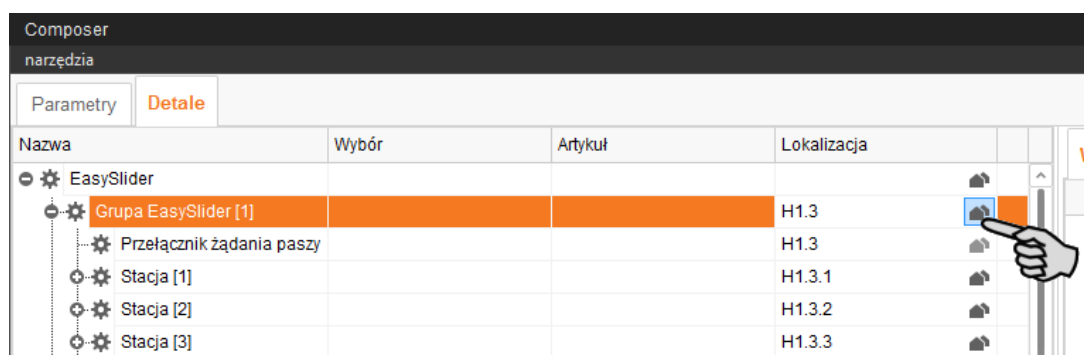 Composer
narzędzia
Parametry Detale
Nazwa Wybór Artykuł Lokalizacja
EasySlider
Grupa EasySlider [1] H1.3
Przełącznik żądania paszy H1.3
Stacja [1] H1.3.1
Stacja [2] H1.3.2
Stacja [3] H1.3.3